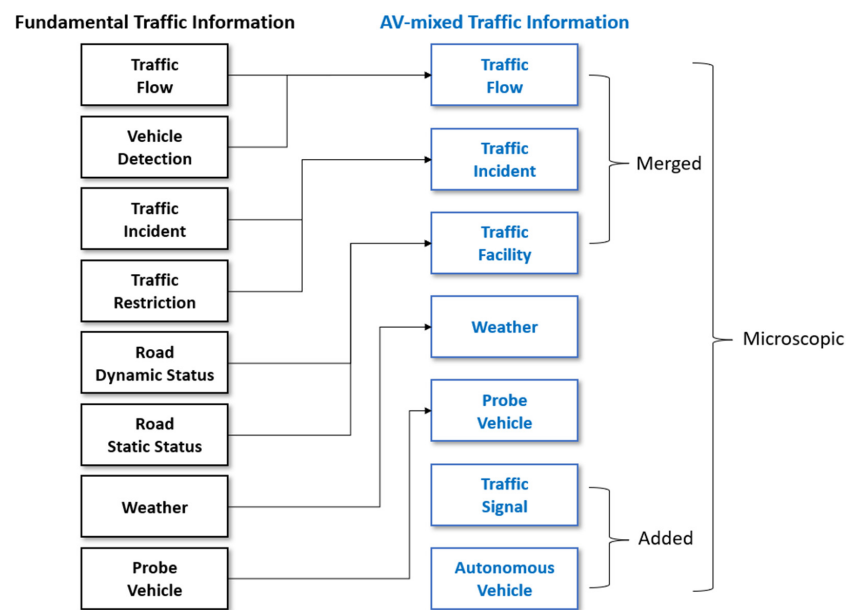 Fundamental Traffic Information
Traffic
Flow
Vehicle
Detection
Traffic
Incident
Traffic
Restriction
Road
Dynamic Status
Road
Static Status
Weather
Probe
Vehicle
AV-mixed Traffic Information
Traffic
Flow
Traffic
Incident
Traffic
Facility
Weather
Probe
Vehicle
Traffic
Signal
Autonomous
Vehicle
Merged
Added
Microscopic